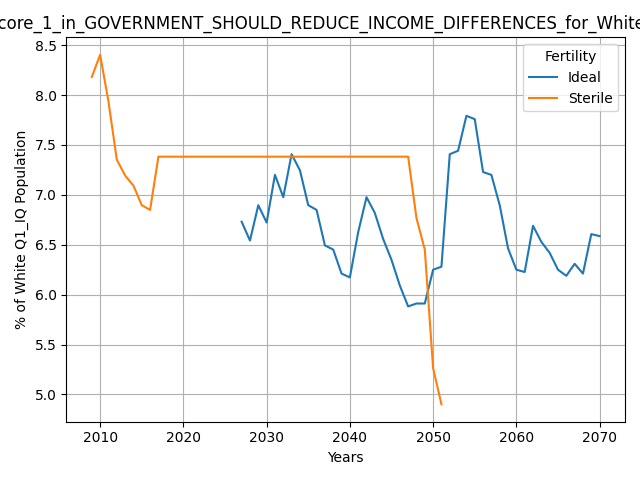 core_1_in_GOVERNMENT_SHOULD_REDUCE_INCOME_DIFFERENCES_for_White
8.5
8.0
7.5
7.0
6.5
6.0
5.5
5.0
% of White Q1_IQ Population
Fertility
Ideal
Sterile
2010 2020 2030 2040 2050 2060 2070
Years